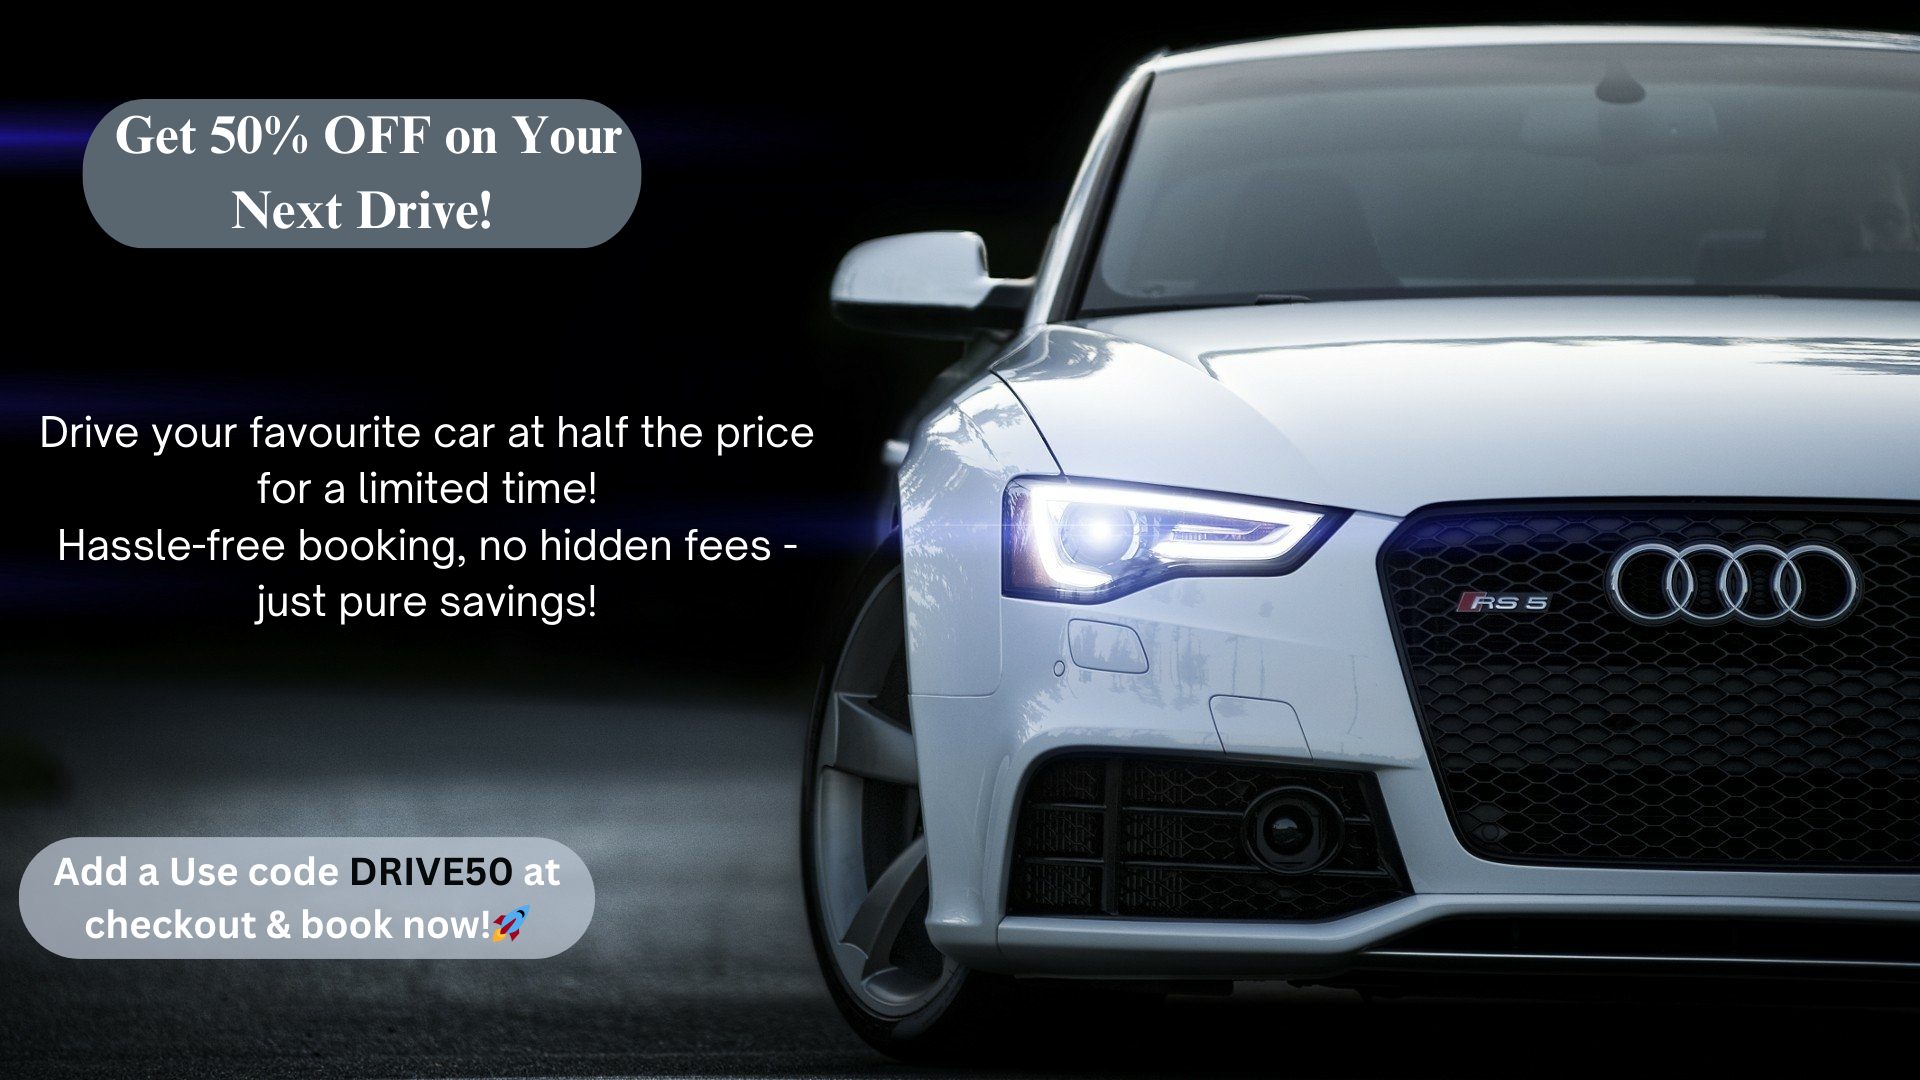 Get 50% OFF on Your
Next Drive!
Drive your favourite car at half the price
for a limited time!
Hassle-free booking, no hidden fees -
just pure savings!
RS 5
Add a Use code DRIVE50 at
checkout & book now!🚀